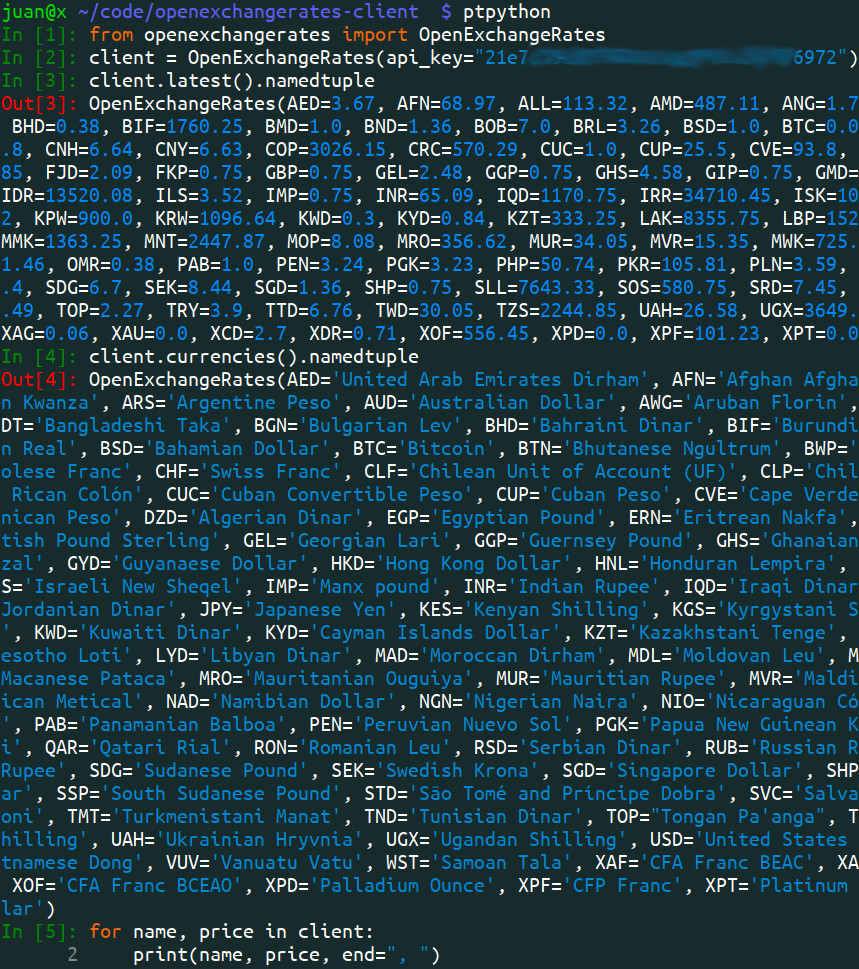 juan@x ~/code/openexchangerates-client  $ ptpython
In [1]: from openexchangerates import OpenExchangeRates
In [2]: client = OpenExchangeRates(api_key="21e7 6972")
In [3]: client.latest().namedtuple
Out[3]: OpenExchangeRates(AED=3.67, AFN=68.97, ALL=113.32, AMD=487.11, ANG=1.7
BHD=0.38, BIF=1760.25, BMD=1.0, BND=1.36, BOB=7.0, BRL=3.26, BSD=1.0, BTC=0.0
.8, CNH=6.64, CNY=6.63, COP=3026.15, CRC=570.29, CUC=1.0, CUP=25.5, CVE=93.8,
85, FJD=2.09, FKP=0.75, GBP=0.75, GEL=2.48, GGP=0.75, GHS=4.58, GIP=0.75, GMD=
IDR=13520.08, ILS=3.52, IMP=0.75, INR=65.09, IQD=1170.75, IRR=34710.45, ISK=10
2, KPW=900.0, KRW=1096.64, KWD=0.3, KYD=0.84, KZT=333.25, LAK=8355.75, LBP=152
MMK=1363.25, MNT=2447.87, MOP=8.08, MRO=356.62, MUR=34.05, MVR=15.35, MWK=725.
1.46, OMR=0.38, PAB=1.0, PEN=3.24, PGK=3.23, PHP=50.74, PKR=105.81, PLN=3.59,
.4, SDG=6.7, SEK=8.44, SGD=1.36, SHP=0.75, SLL=7643.33, SOS=580.75, SRD=7.45,
.49, TOP=2.27, TRY=3.9, TTD=6.76, TWD=30.05, TZS=2244.85, UAH=26.58, UGX=3649.
XAG=0.06, XAU=0.0, XCD=2.7, XDR=0.71, XOF=556.45, XPD=0.0, XPF=101.23, XPT=0.0
In [4]: client.currencies().namedtuple
Out[4]: OpenExchangeRates(AED='United Arab Emirates Dirham', AFN='Afghan Afgha
n Kwanza', ARS='Argentine Peso', AUD='Australian Dollar', AWG='Aruban Florin',
DT='Bangladeshi Taka', BGN='Bulgarian Lev', BHD='Bahraini Dinar', BIF='Burundi
n Real', BSD='Bahamian Dollar', BTC='Bitcoin', BTN='Bhutanese Ngultrum', BWP='
olese Franc', CHF='Swiss Franc', CLF='Chilean Unit of Account (UF)', CLP='Chil
Rican Colón', CUC='Cuban Convertible Peso', CUP='Cuban Peso', CVE='Cape Verde
nican Peso', DZD='Algerian Dinar', EGP='Egyptian Pound', ERN='Eritrean Nakfa',
tish Pound Sterling', GEL='Georgian Lari', GGP='Guernsey Pound', GHS='Ghanaian
zal', GYD='Guyanaese Dollar', HKD='Hong Kong Dollar', HNL='Honduran Lempira',
S='Israeli New Sheqel', IMP='Manx pound', INR='Indian Rupee', IQD='Iraqi Dinar
Jordanian Dinar', JPY='Japanese Yen', KES='Kenyan Shilling', KGS='Kyrgystani S
', KWD='Kuwaiti Dinar', KYD='Cayman Islands Dollar', KZT='Kazakhstani Tenge',
esotho Loti', LYD='Libyan Dinar', MAD='Moroccan Dirham', MDL='Moldovan Leu', M
Macanese Pataca', MRO='Mauritanian Ouguiya', MUR='Mauritian Rupee', MVR='Maldi
ican Metical', NAD='Namibian Dollar', NGN='Nigerian Naira', NIO='Nicaraguan Có
', PAB='Panamanian Balboa', PEN='Peruvian Nuevo Sol', PGK='Papua New Guinean K
i', QAR='Qatari Rial', RON='Romanian Leu', RSD='Serbian Dinar', RUB='Russian R
Rupee', SDG='Sudanese Pound', SEK='Swedish Krona', SGD='Singapore Dollar', SHP
ar', SSP='South Sudanese Pound', STD='São Tomé and Príncipe Dobra', SVC='Salva
oni', TMT='Turkmenistani Manat', TND='Tunisian Dinar', TOP="Tongan Pa'anga", T
hilling', UAH='Ukrainian Hryvnia', UGX='Ugandan Shilling', USD='United States
tnamese Dong', VUV='Vanuatu Vatu', WST='Samoan Tala', XAF='CFA Franc BEAC', XA
XOF='CFA Franc BCEAO', XPD='Palladium Ounce', XPF='CFP Franc', XPT='Platinum
lar')
In [5]: for name, price in client:
2     print(name, price, end=", ")